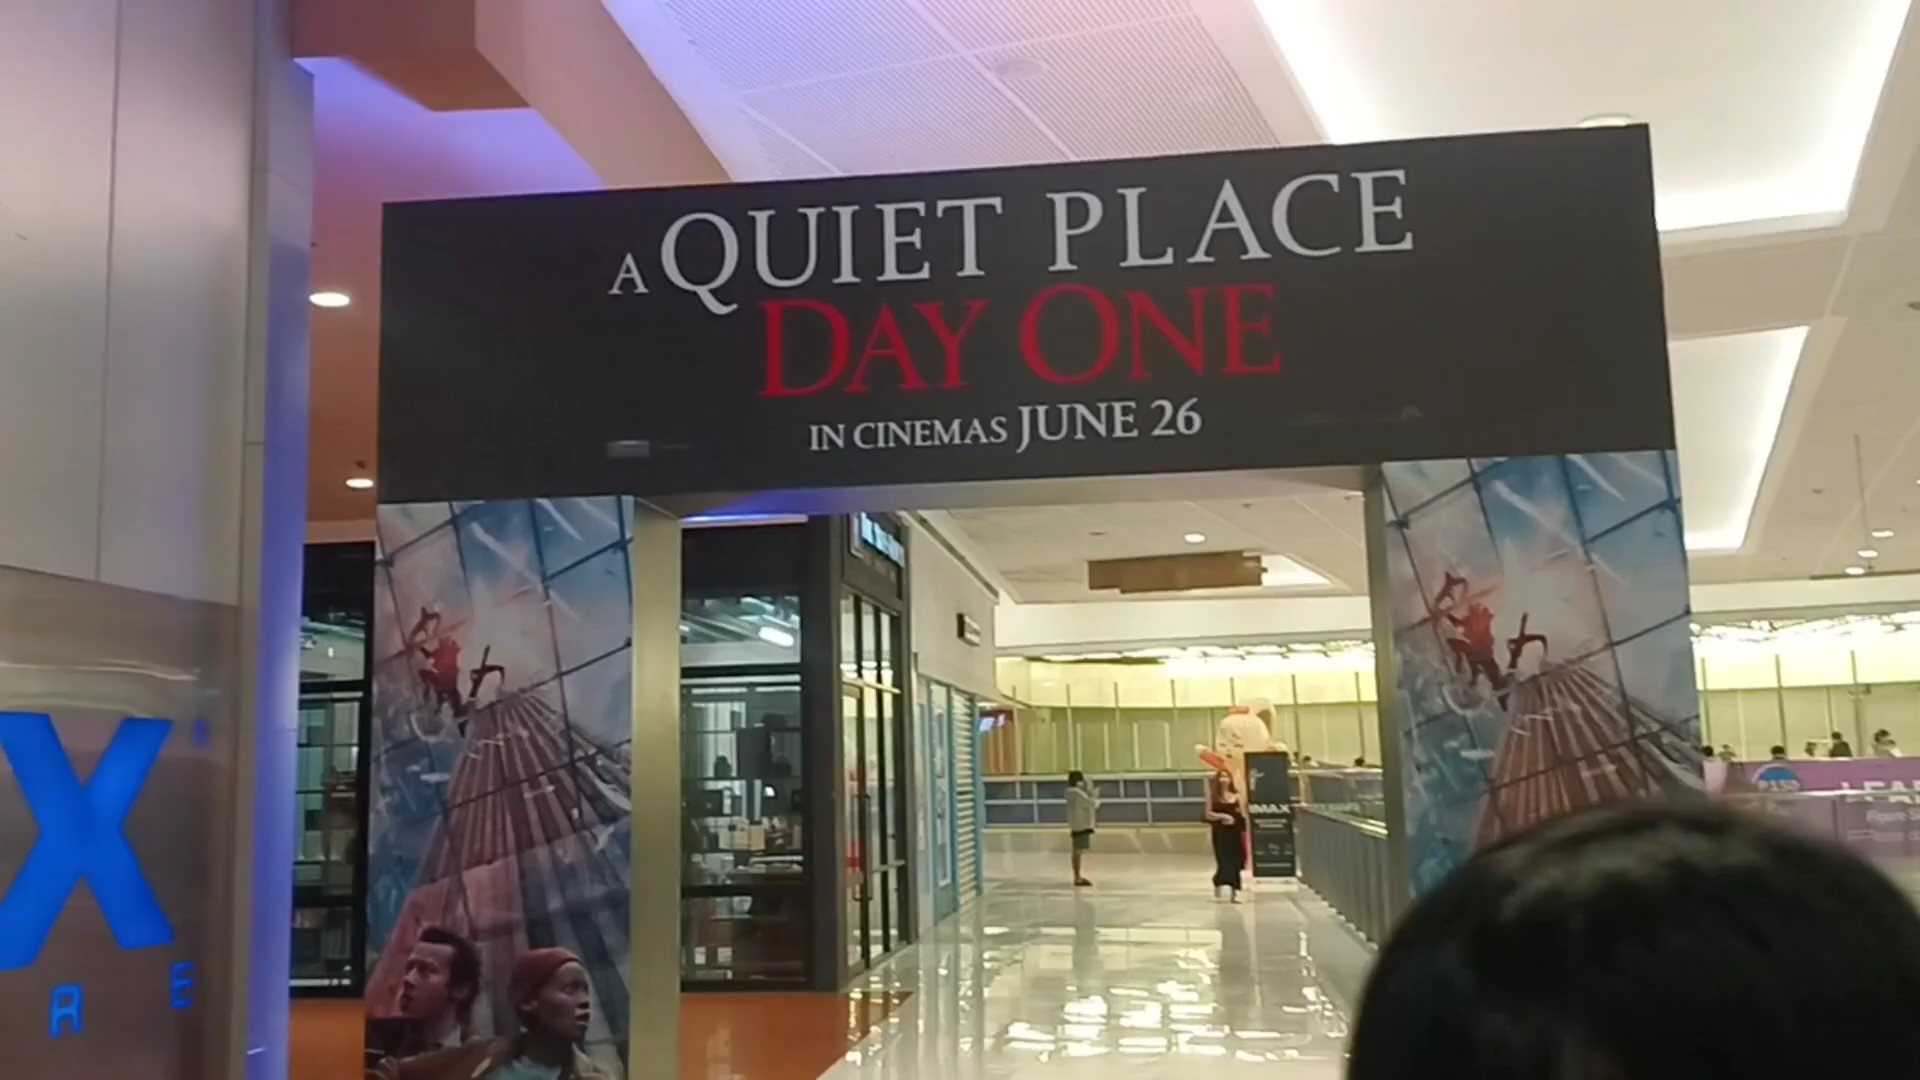 A QUIET PLACE
DAY ONE
IN CINEMAS JUNE 26
X
R E
IMAX